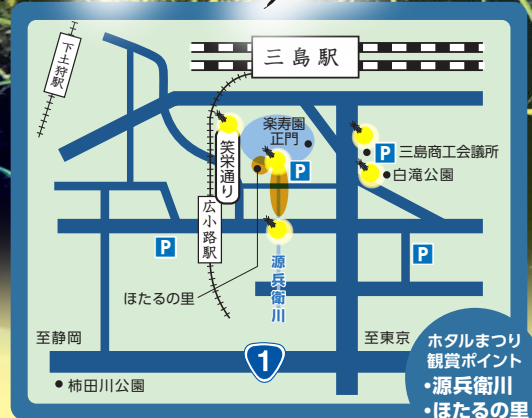 下土狩駅
三島駅
楽寿園
正門
P
P
三島商工会議所
白滝公園
笑栄通り
広小路駅
P
P
源兵衛川
ほたるの里
至静岡
至東京
1
柿田川公園
ホタルまつり
観賞ポイント
・源兵衛川
・ほたるの里